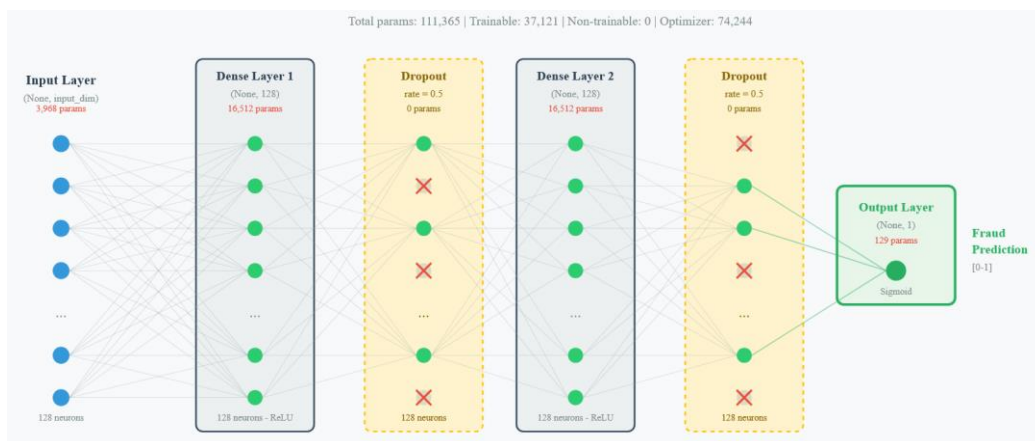 Total params: 111,365 | Trainable: 37,121 | Non-trainable: 0 | Optimizer: 74,244
Input Layer
(None, input_dim)
3,968 params
...
128 neurons
Dense Layer 1
(None, 128)
16,512 params
...
128 neurons - ReLU
Dropout
rate = 0.5
0 params
...
128 neurons
Dense Layer 2
(None, 128)
16,512 params
...
128 neurons - ReLU
Dropout
rate = 0.5
0 params
...
128 neurons
Output Layer
(None, 1)
129 params
Sigmoid
Fraud
Prediction
[0-1]